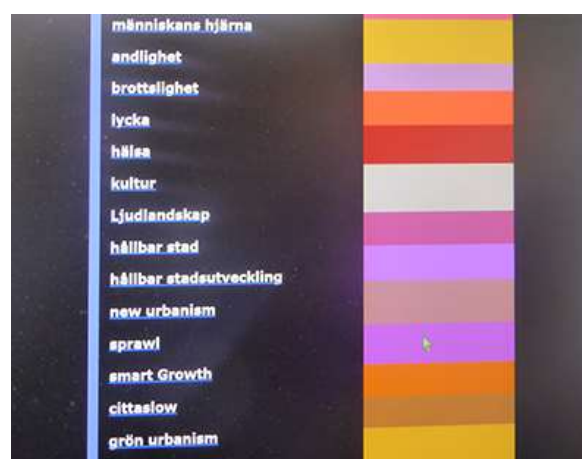 människans hjärna
andlighet
brottslighet
lycka
hälsa
kultur
Ljudlandskap
hållbar stad
hållbar stadsutveckling
new urbanism
sprawl
smart Growth
cittaslow
grön urbanism